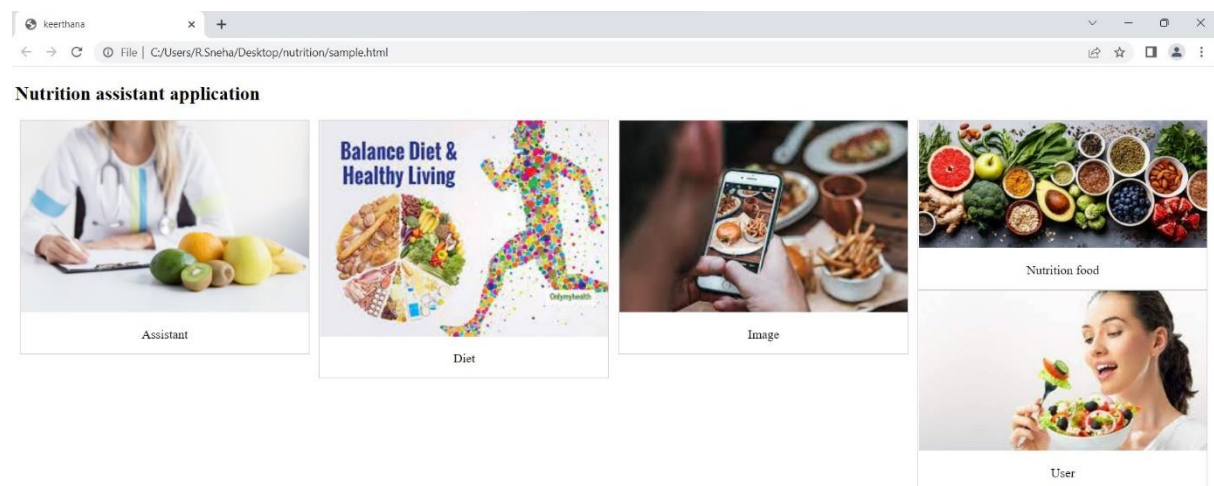 keerthana
File | C:/Users/R.Sneha/Desktop/nutrition/sample.html
Nutrition assistant application
Balance Diet &
Healthy Living
Onlymyhealth
Assistant
Diet
Image
Nutrition food
User